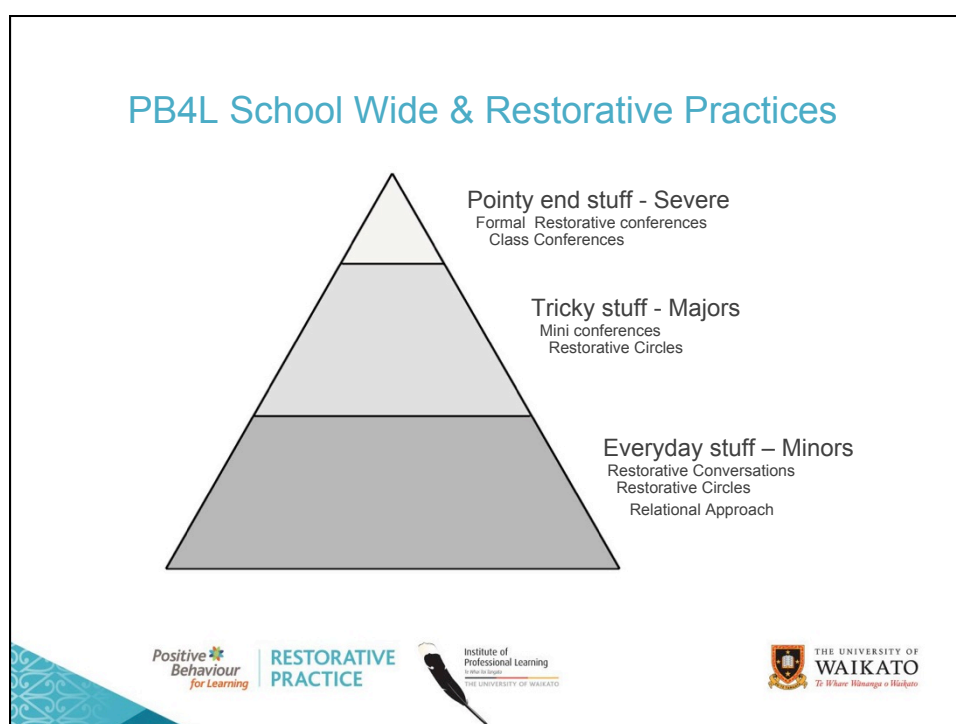 PB4L School Wide & Restorative Practices
Pointy end stuff - Severe
Formal Restorative conferences
Class Conferences
Tricky stuff - Majors
Mini conferences
Restorative Circles
Everyday stuff – Minors
Restorative Conversations
Restorative Circles
Relational Approach
Positive
Behaviour
for Learning
RESTORATIVE
PRACTICE
Institute of
Professional Learning
THE UNIVERSITY OF WAIKATO
THE UNIVERSITY OF
WAIKATO
Te Whare Wānanga o Waikato